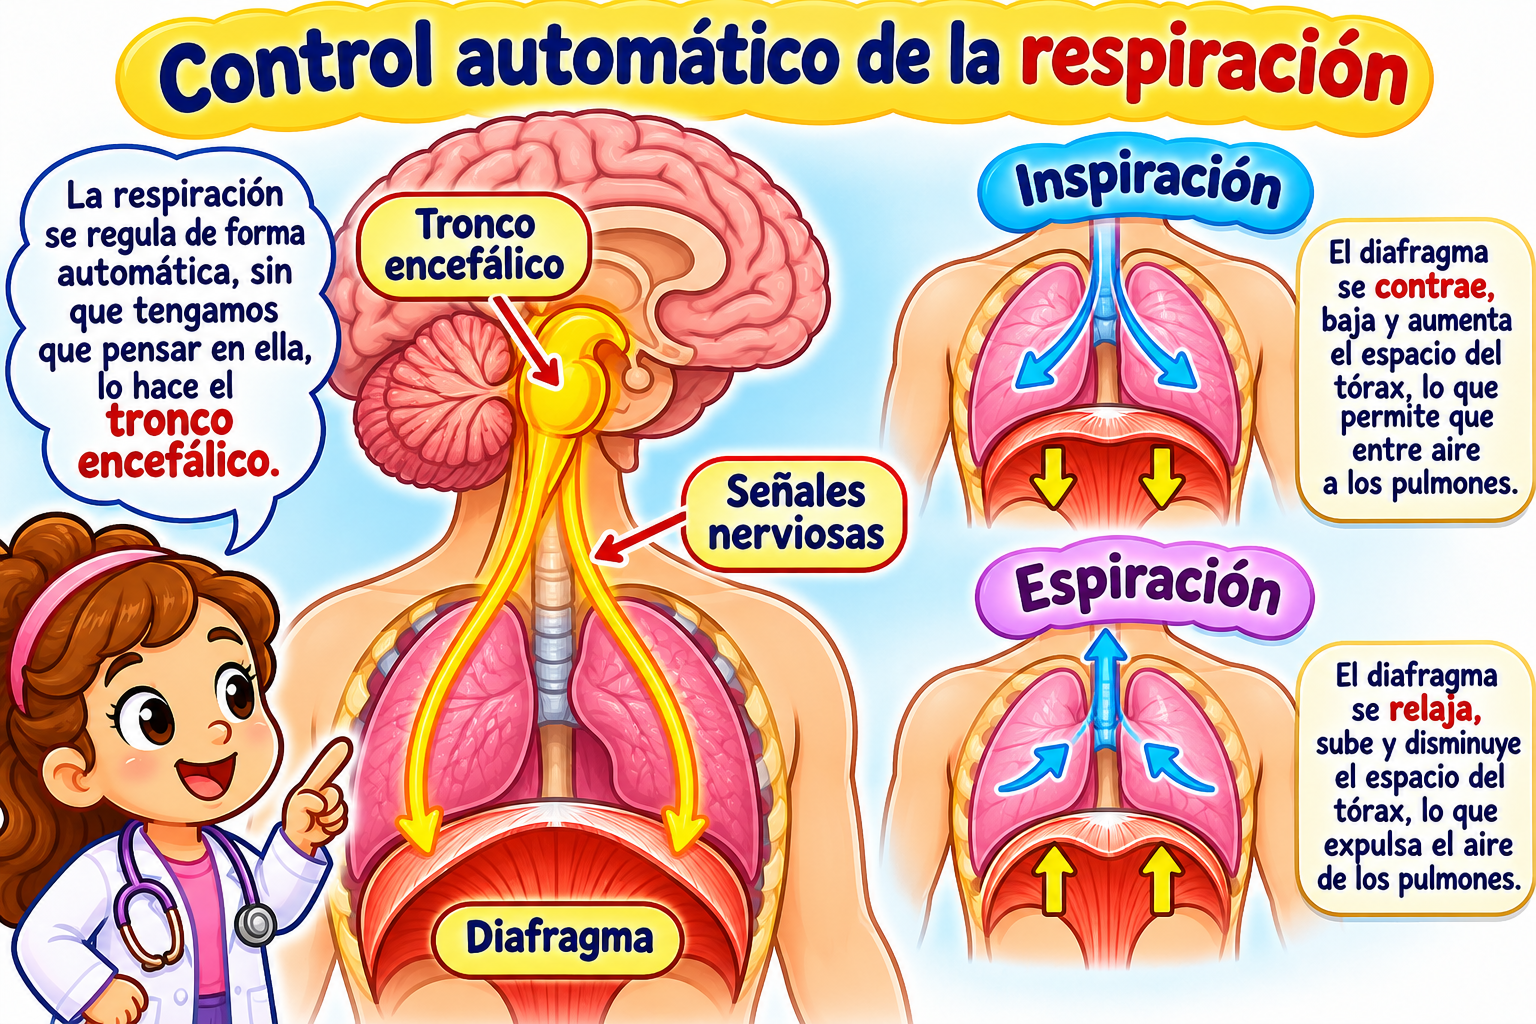 Control automático de la respiración
La respiración
se regula de forma
automática, sin
que tengamos
que pensar en ella,
lo hace el
tronco
encefálico.
Tronco
encefálico
Señales
nerviosas
Diafragma
Inspiración
El diafragma
se contrae,
baja y aumenta
el espacio del
tórax, lo que
permite que
entre aire
a los pulmones.
Espiración
El diafragma
se relaja,
sube y disminuye
el espacio del
tórax, lo que
expulsa el aire
de los pulmones.